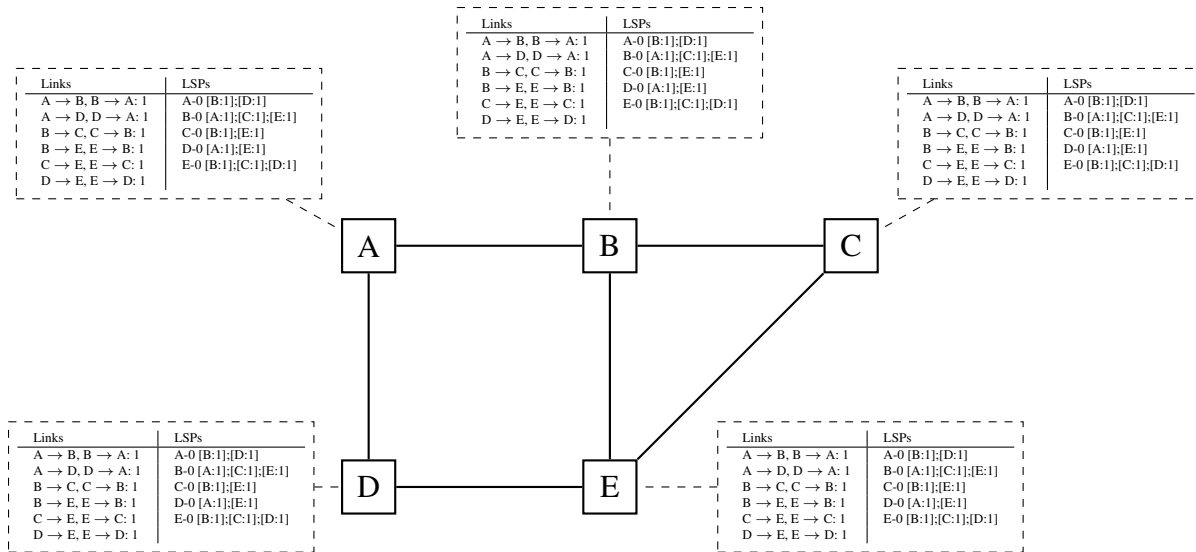 Links LSPs
A → B, B → A: 1 A-0 [B:1];[D:1]
A → D, D → A: 1 B-0 [A:1];[C:1];[E:1]
B → C, C → B: 1 C-0 [B:1];[E:1]
B → E, E → B: 1 D-0 [A:1];[E:1]
C → E, E → C: 1 E-0 [B:1];[C:1];[D:1]
D → E, E → D: 1
Links LSPs
A → B, B → A: 1 A-0 [B:1];[D:1]
A → D, D → A: 1 B-0 [A:1];[C:1];[E:1]
B → C, C → B: 1 C-0 [B:1];[E:1]
B → E, E → B: 1 D-0 [A:1];[E:1]
C → E, E → C: 1 E-0 [B:1];[C:1];[D:1]
D → E, E → D: 1
Links LSPs
A → B, B → A: 1 A-0 [B:1];[D:1]
A → D, D → A: 1 B-0 [A:1];[C:1];[E:1]
B → C, C → B: 1 C-0 [B:1];[E:1]
B → E, E → B: 1 D-0 [A:1];[E:1]
C → E, E → C: 1 E-0 [B:1];[C:1];[D:1]
D → E, E → D: 1
A B C
Links LSPs
A → B, B → A: 1 A-0 [B:1];[D:1]
A → D, D → A: 1 B-0 [A:1];[C:1];[E:1]
B → C, C → B: 1 C-0 [B:1];[E:1]
B → E, E → B: 1 D-0 [A:1];[E:1]
C → E, E → C: 1 E-0 [B:1];[C:1];[D:1]
D → E, E → D: 1
D E
Links LSPs
A → B, B → A: 1 A-0 [B:1];[D:1]
A → D, D → A: 1 B-0 [A:1];[C:1];[E:1]
B → C, C → B: 1 C-0 [B:1];[E:1]
B → E, E → B: 1 D-0 [A:1];[E:1]
C → E, E → C: 1 E-0 [B:1];[C:1];[D:1]
D → E, E → D: 1